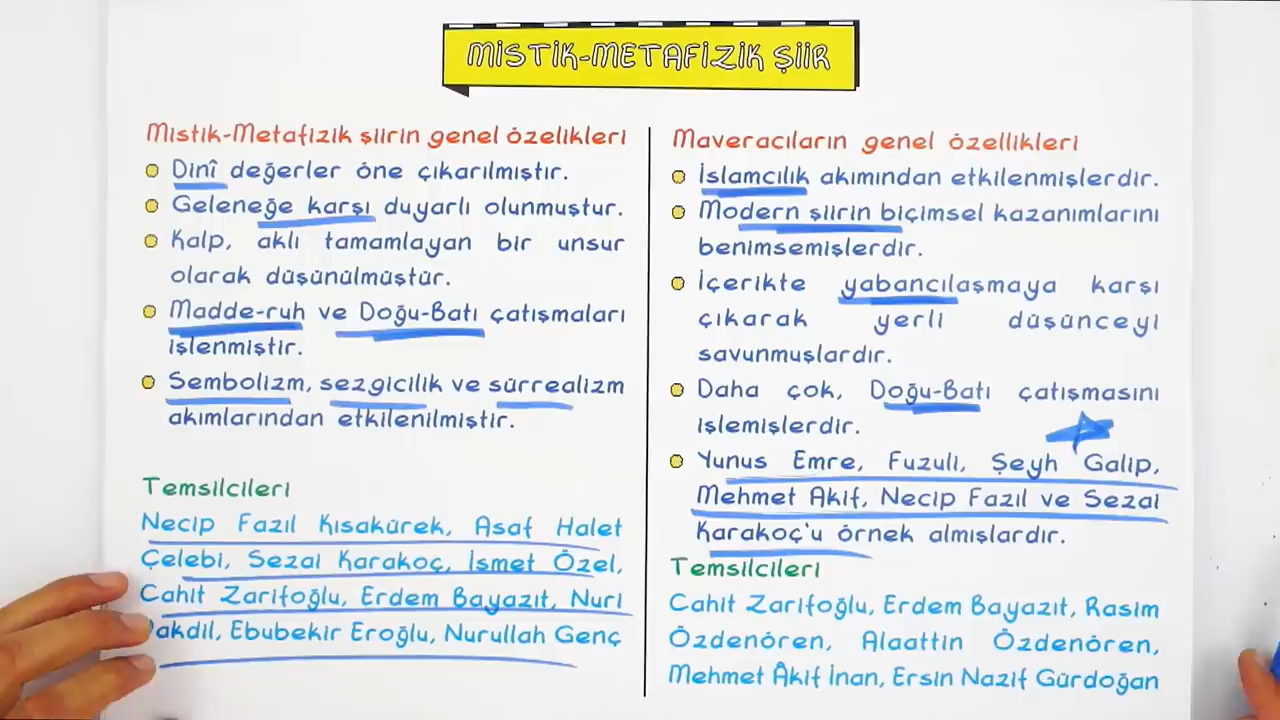 MİSTİK-METAFİZİK ŞİİR
Mistik-Metafizik şiirin genel özelikleri
Dinî değerler öne çıkarılmıştır.
Geleneğe karşı duyarlı olunmuştur.
Kalp, aklı tamamlayan bir unsur
olarak düşünülmüştür.
Madde-ruh ve Doğu-Batı çatışmaları
işlenmiştir.
Sembolizm, sezgicilik ve sürrealizm
akımlarından etkilenilmiştir.
Temsilcileri
Necip Fazıl Kısakürek, Asaf Halet
Çelebi, Sezai Karakoç, İsmet Özel,
Cahit Zarifoğlu, Erdem Bayazıt, Nuri
akdil, Ebubekir Eroğlu, Nurullah Genç
Maveracıların genel özellikleri
İslamcılık akımından etkilenmişlerdir.
Modern şiirin biçimsel kazanımlarını
benimsemişlerdir.
İçerikte yabancılaşmaya karşı
çıkarak yerli düşünceyi
savunmuşlardır.
Daha çok, Doğu-Batı çatışmasını
işlemişlerdir.
Yunus Emre, Fuzuli, Şeyh Galip,
Mehmet Akif, Necip Fazıl ve Sezai
Karakoç'u örnek almışlardır.
Temsilcileri
Cahit Zarifoğlu, Erdem Bayazıt, Rasim
Özdenören, Alaattin Özdenören,
Mehmet Âkif İnan, Ersin Nazif Gürdoğan